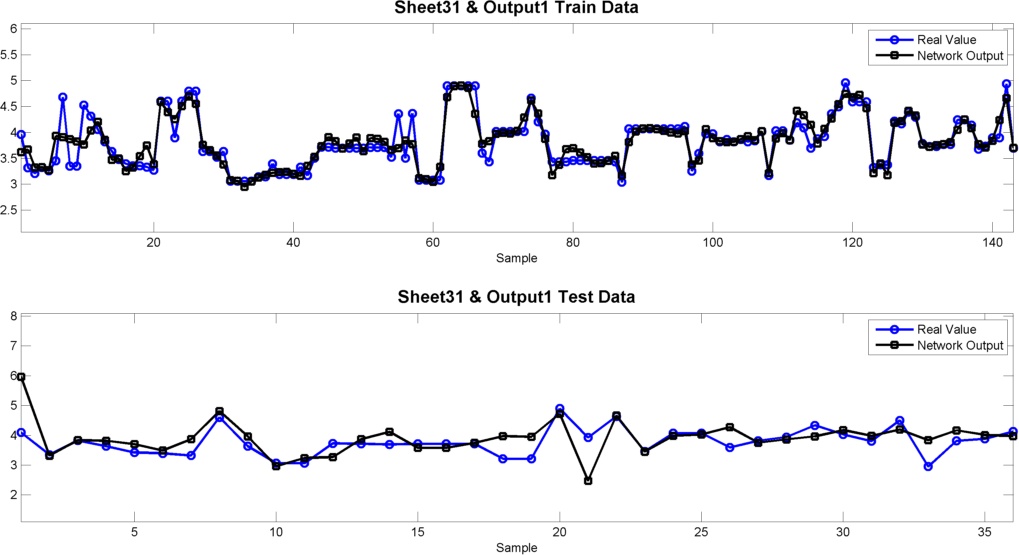 Sheet31 & Output1 Train Data
6
5.5
5
4.5
4
3.5
3
2.5
Real Value
Network Output
20 40 60 80 100 120 140
Sample
Sheet31 & Output1 Test Data
8
7
6
5
4
3
2
Real Value
Network Output
5 10 15 20 25 30 35
Sample